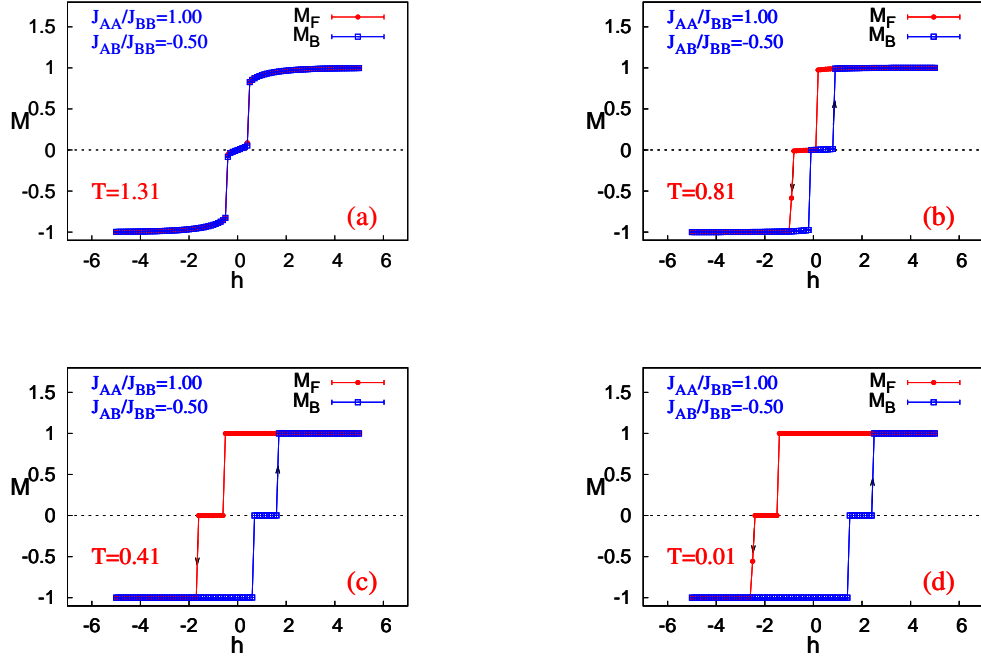 J_AA/J_BB=1.00
J_AB/J_BB=-0.50
M_F
M_B
1.5
1
0.5
0
-0.5
-1
M
T=1.31
(a)
-6 -4 -2 0 2 4 6
h
J_AA/J_BB=1.00
J_AB/J_BB=-0.50
M_F
M_B
1.5
1
0.5
0
-0.5
-1
M
T=0.81
(b)
-6 -4 -2 0 2 4 6
h
J_AA/J_BB=1.00
J_AB/J_BB=-0.50
M_F
M_B
1.5
1
0.5
0
-0.5
-1
M
T=0.41
(c)
-6 -4 -2 0 2 4 6
h
J_AA/J_BB=1.00
J_AB/J_BB=-0.50
M_F
M_B
1.5
1
0.5
0
-0.5
-1
M
T=0.01
(d)
-6 -4 -2 0 2 4 6
h